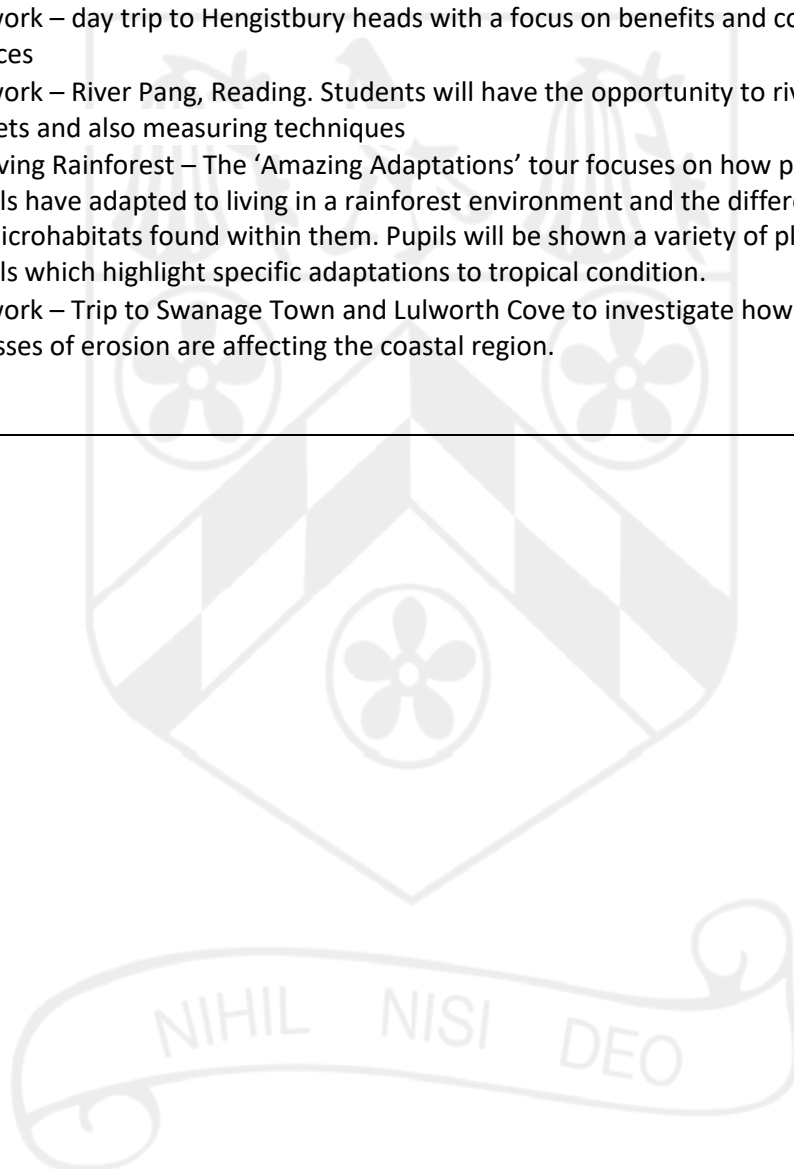 work – day trip to Hengistbury heads with a focus on benefits and co
ces
work – River Pang, Reading. Students will have the opportunity to riv
ets and also measuring techniques
ving Rainforest – The ‘Amazing Adaptations’ tour focuses on how p
ls have adapted to living in a rainforest environment and the differe
icrohabitats found within them. Pupils will be shown a variety of pl
ls which highlight specific adaptations to tropical condition.
work – Trip to Swanage Town and Lulworth Cove to investigate how
sses of erosion are affecting the coastal region.
NIHIL NISI DEO